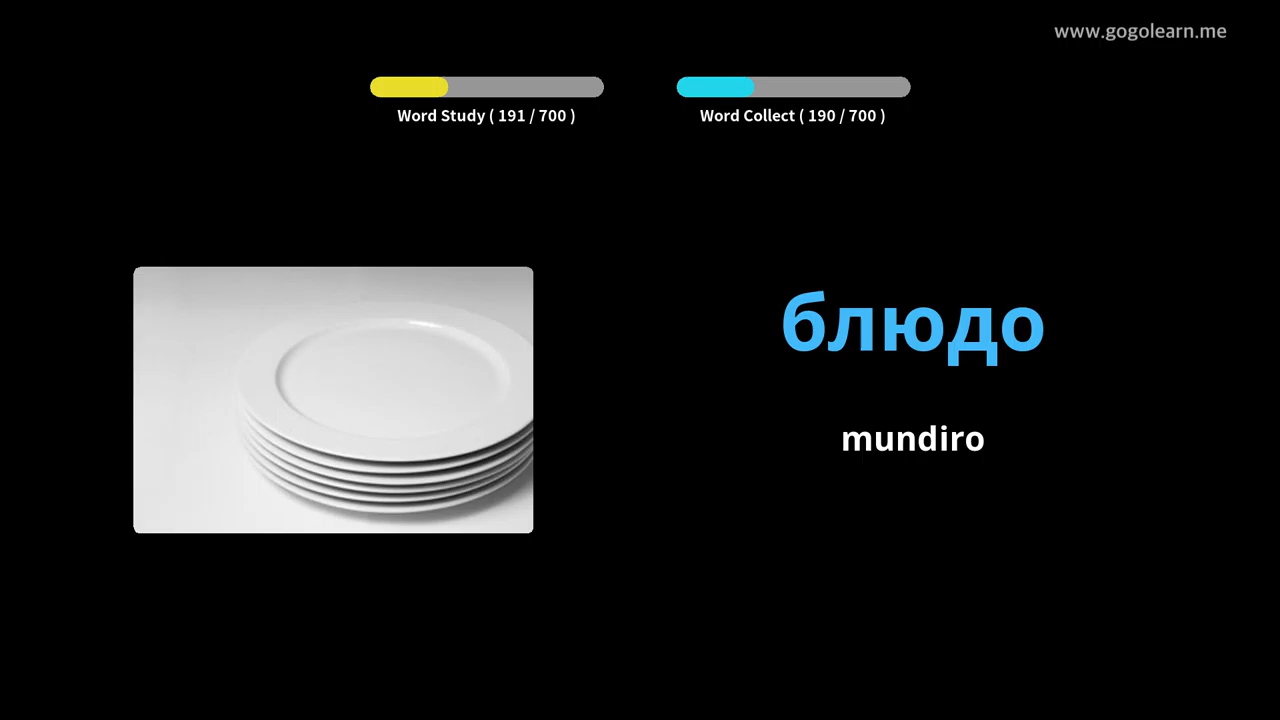 www.gogolearn.me
Word Study ( 191 / 700 )
Word Collect ( 190 / 700 )
блюдо
mundiro